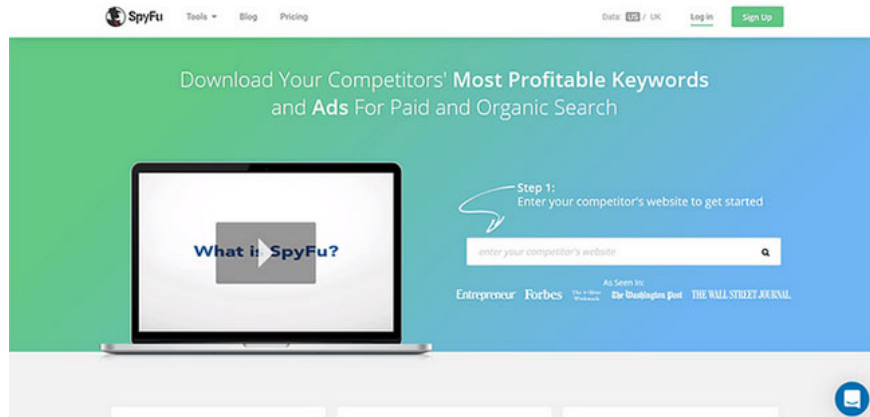 SpyFu
Tools
Blog
Pricing
Data: US / UK
Log in
Sign Up
Download Your Competitors' Most Profitable Keywords
and Ads For Paid and Organic Search
What is SpyFu?
Step 1:
Enter your competitor's website to get started
enter your competitor's website
As Seen In:
Entrepreneur Forbes The Washington Post THE WALL STREET JOURNAL.